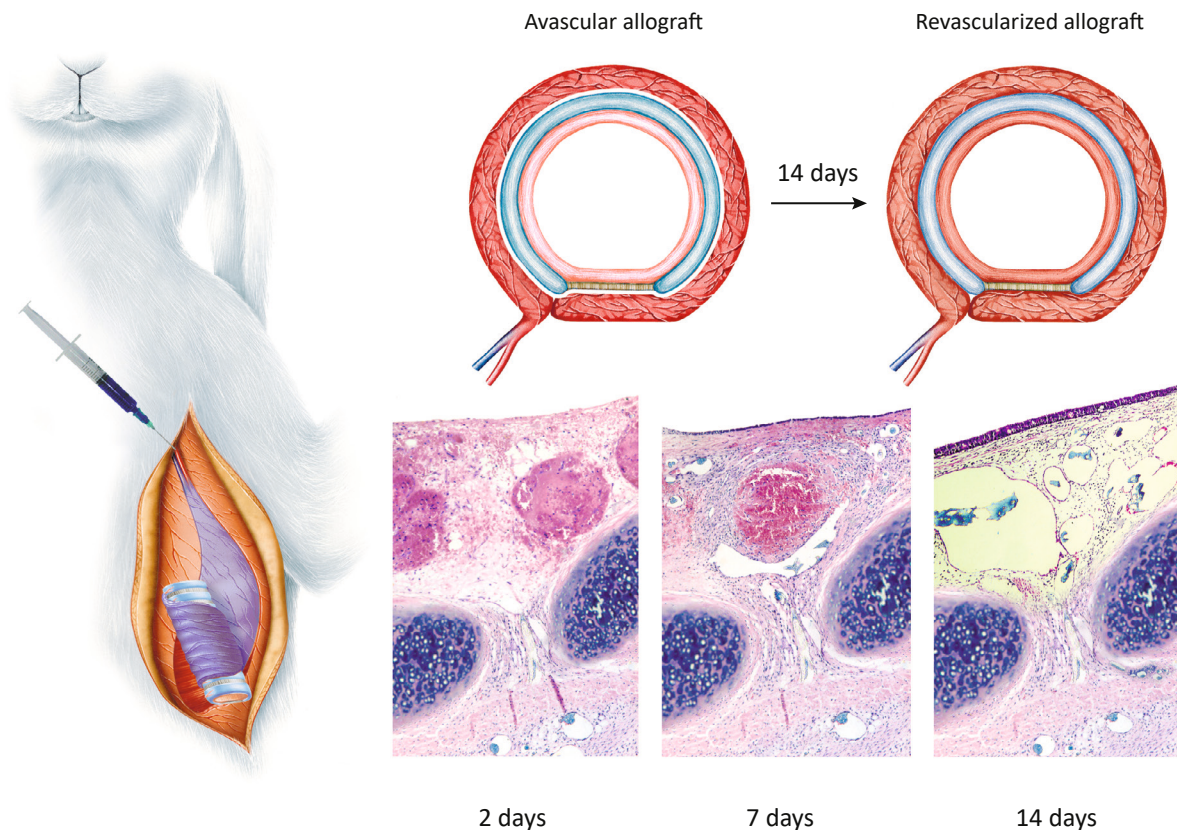 Avascular allograft
Revascularized allograft
14 days
2 days
7 days
14 days